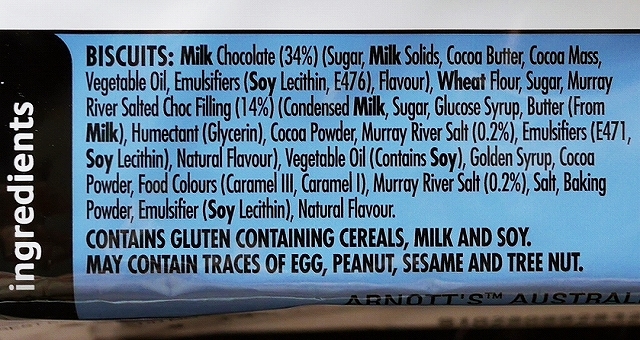 ingredients
BISCUITS: Milk Chocolate (34%) (Sugar, Milk Solids, Cocoa Butter, Cocoa Mass,
Vegetable Oil, Emulsifiers (Soy Lecithin, E476), Flavour), Wheat Flour, Sugar, Murray
River Salted Choc Filling (14%) (Condensed Milk, Sugar, Glucose Syrup, Butter (From
Milk), Humectant (Glycerin), Cocoa Powder, Murray River Salt (0.2%), Emulsifiers (E471,
Soy Lecithin), Natural Flavour), Vegetable Oil (Contains Soy), Golden Syrup, Cocoa
Powder, Food Colours (Caramel III, Caramel I), Murray River Salt (0.2%), Salt, Baking
Powder, Emulsifier (Soy Lecithin), Natural Flavour.
CONTAINS GLUTEN CONTAINING CEREALS, MILK AND SOY.
MAY CONTAIN TRACES OF EGG, PEANUT, SESAME AND TREE NUT.
ARNOTT'S™ AUSTRAL